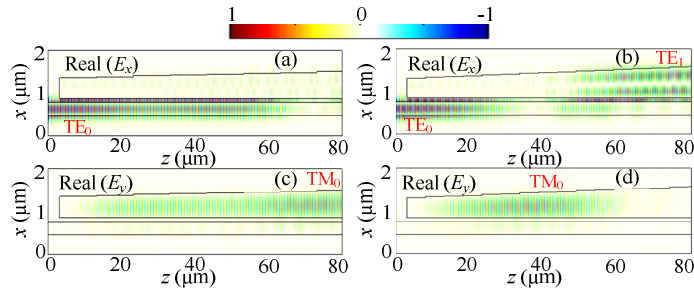 1 0 -1
Real (Ex) (a)
TE0
2
1
0
x (μm)
0 20 40 60 80
z (μm)
Real (Ex) (b) TE1
TE0
2
1
0
x (μm)
0 20 40 60 80
z (μm)
Real (Ey) (c) TM0
2
1
0
x (μm)
0 20 40 60 80
z (μm)
Real (Ey) TM0 (d)
2
1
0
x (μm)
0 20 40 60 80
z (μm)